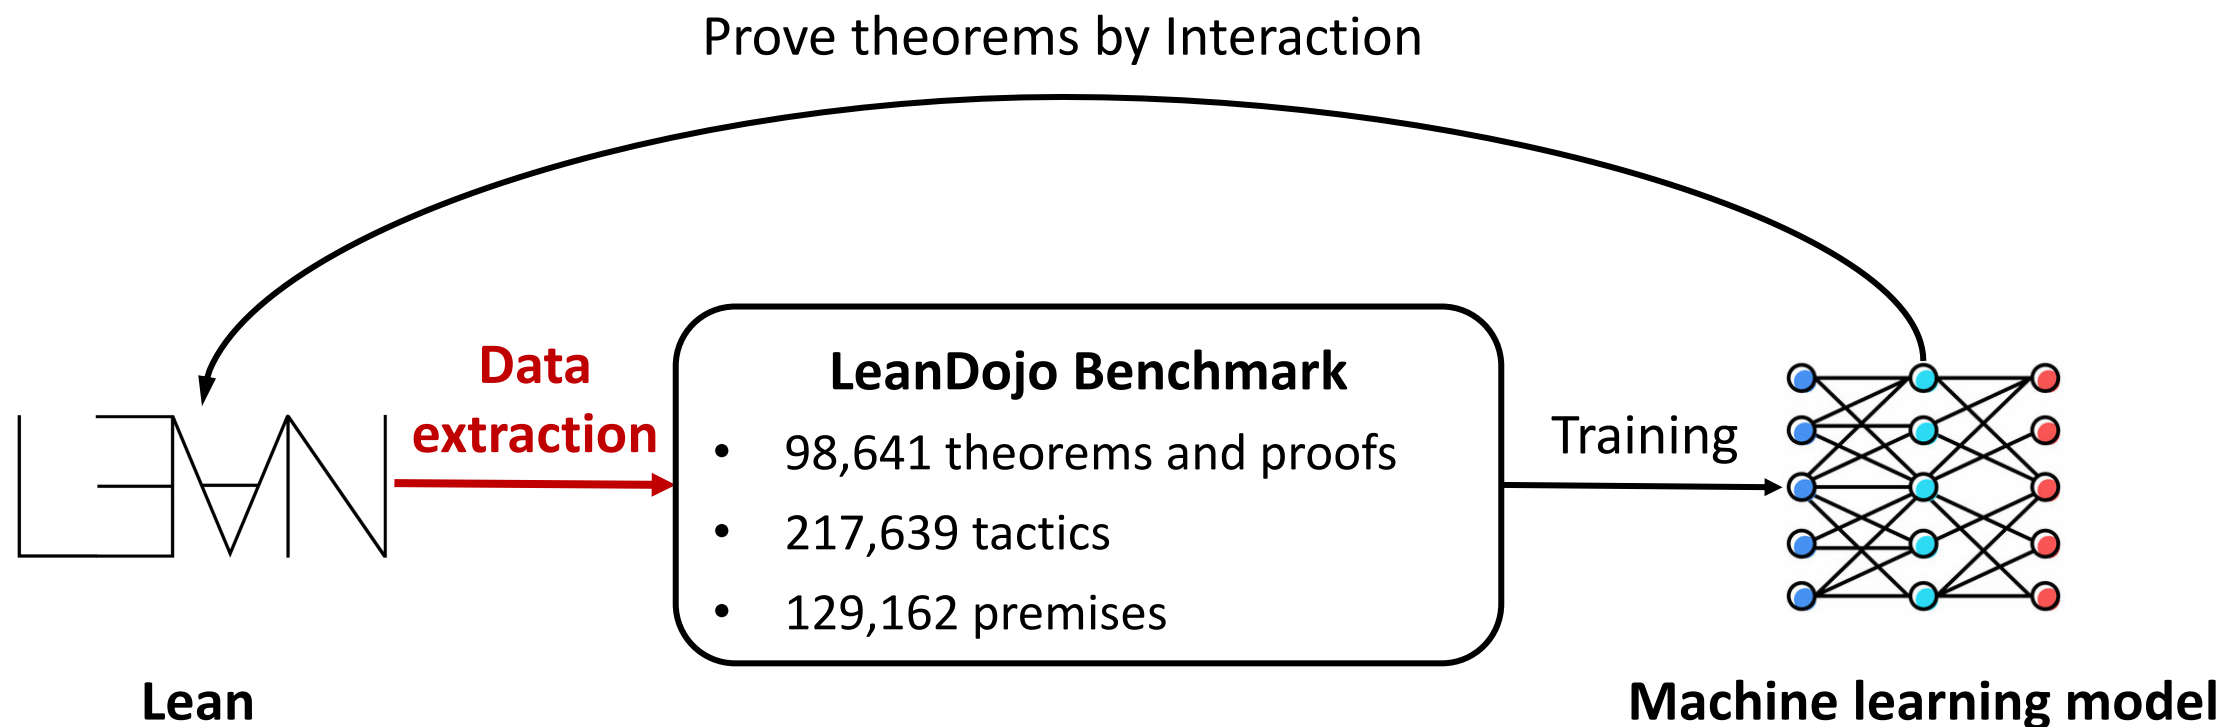 Prove theorems by Interaction
Data
extraction
LEAN
LeanDojo Benchmark
• 98,641 theorems and proofs
• 217,639 tactics
• 129,162 premises
Training
Lean
Machine learning model